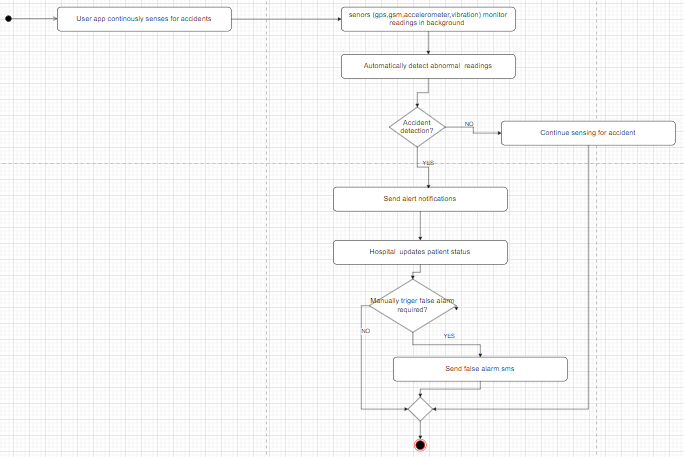 User app continously senses for accidents
senors (gps,gsm,accelerometer,vibration) monitor
readings in background
Automatically detect abnormal readings
Accident
detection?
NO
Continue sensing for accident
YES
Send alert notifications
Hospital updates patient status
Manually triger false alarm
required?
NO
YES
Send false alarm sms